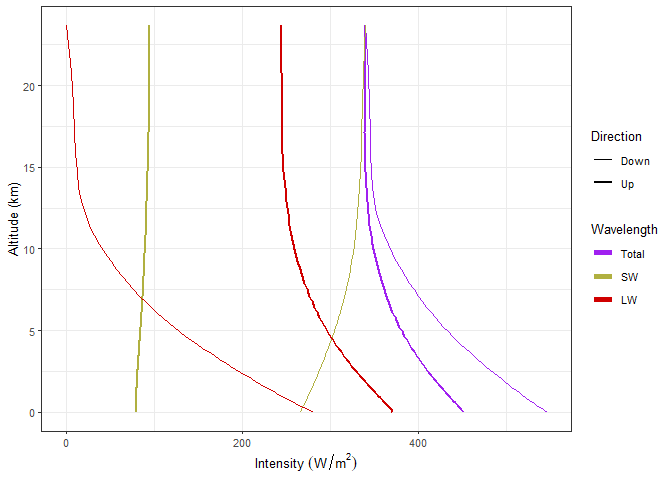 20
15
10
5
0
Altitude (km)
0
200
400
Intensity (W/m²)
Direction
Down
Up
Wavelength
Total
SW
LW